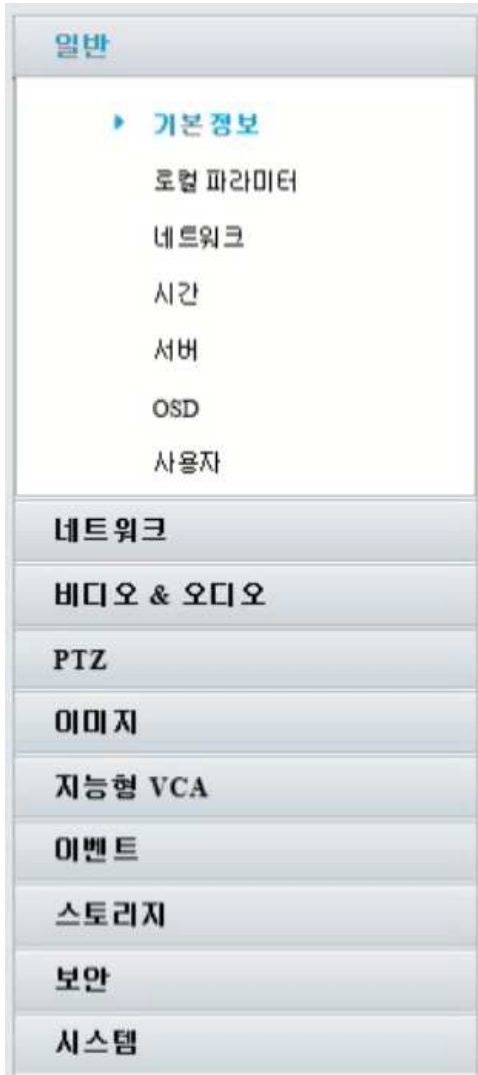 일반
기본 정보
로컬 파라미터
네트워크
시간
서버
OSD
사용자
네트워크
비디오 & 오디오
PTZ
이미지
지능형 VCA
이벤트
스토리지
보안
시스템